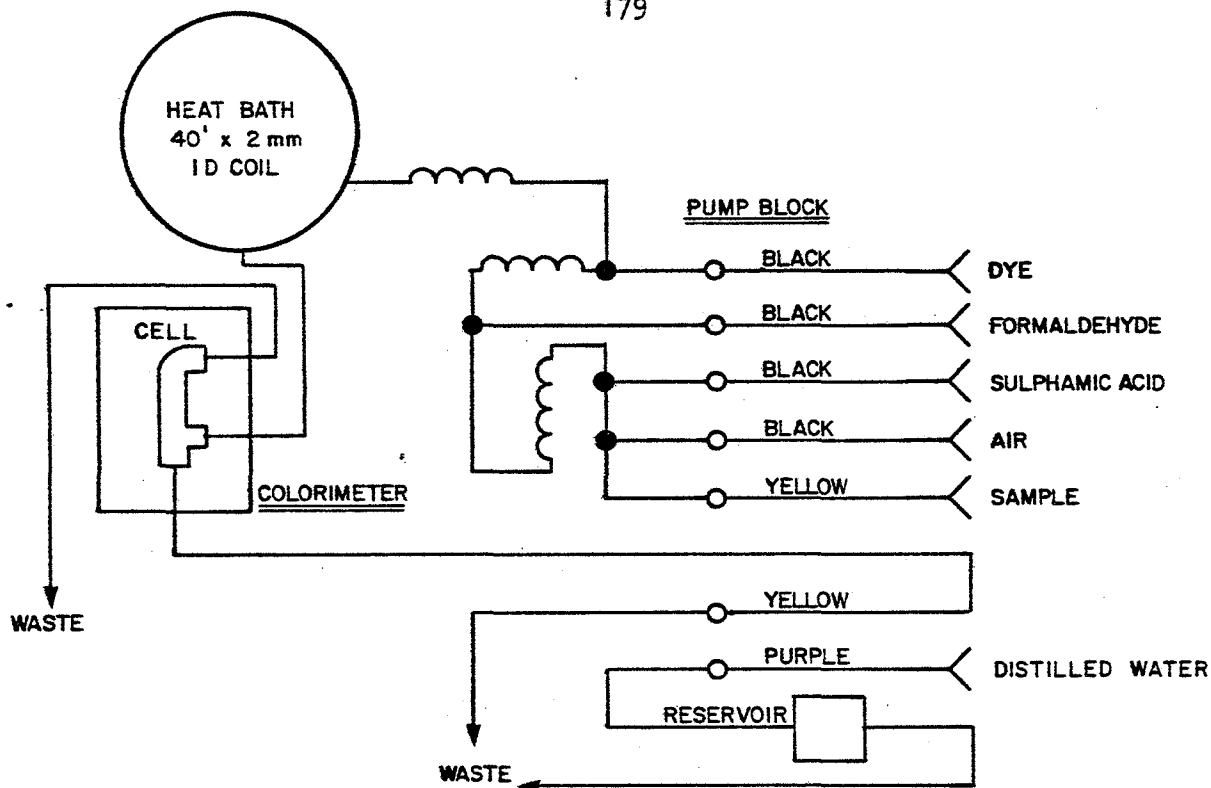 179
HEAT BATH
40' x 2 mm
ID COIL
PUMP BLOCK
BLACK
DYE
BLACK
FORMALDEHYDE
CELL
BLACK
SULPHAMIC ACID
BLACK
AIR
COLORIMETER
YELLOW
SAMPLE
YELLOW
WASTE
PURPLE
DISTILLED WATER
RESERVOIR
WASTE